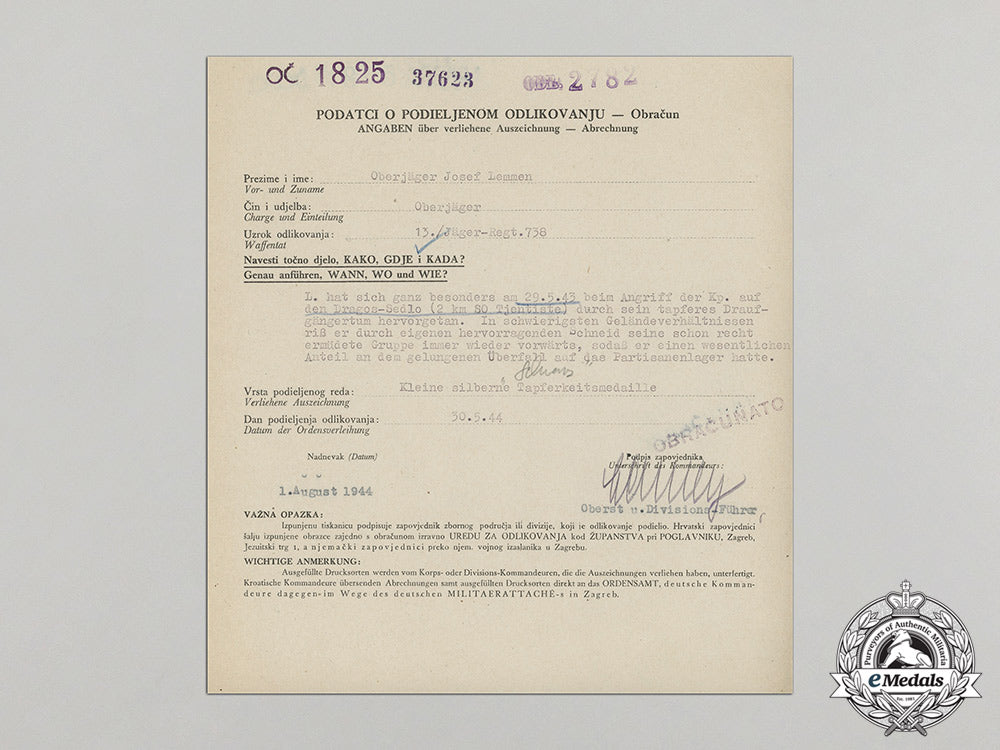 OČ 1825 37623 2782
PODATCI O PODIELJENOM ODLIKOVANJU — Obračun
ANGABEN über verliehene Auszeichnung — Abrechnung
Prezime i ime: Oberjäger Josef Lemmen
Vor- und Zuname
Čin i udjelba: Oberjäger
Charge und Einteilung
Uzrok odlikovanja: 13./Jäger-Regt.738
Waffentat
Navesti točno djelo, KAKO, GDJE i KADA?
Genau anführen, WANN, WO und WIE?
L. hat sich ganz besonders am 29.5.43 beim Angriff der Kp. auf
den Dragos-Sedlo (2 km SO Tjentiste) durch sein tapferes Drauf-
gängertum hervorgetan. In schwierigsten Geländeverhältnissen
riß er durch eigenen hervorragenden Schneid seine schon recht
ermüdete Gruppe immer wieder vorwärts, sodaß er einen wesentlichen
Anteil an dem gelungenen Überfall auf das Partisanenlager hatte.
Vrsta podieljenog reda: Kleine silberne Tapferkeitsmedaille
Verliehene Auszeichnung
Dan podieljenja odlikovanja: 30.5.44
Datum der Ordensverleihung
OBRAČUNATO
Nadnevak (Datum)
Podpis zapovjednika
Unterschrift des Kommandeurs:
1.August 1944
Oberst u.Divisions-Führer
VAŽNA OPAZKA:
Izpunjenu tiskanicu podpisuje zapovjednik zbornog područja ili divizije, koji je odlikovanje podielio. Hrvatski zapovjednici
šalju izpunjene obrazce zajedno s obračunom izravno UREDU ZA ODLIKOVANJA kod ŽUPANSTVA pri POGLAVNIKU, Zagreb,
Jezuitski trg 1, a njemački zapovjednici preko njem. vojnog izaslanika u Zagrebu.
WICHTIGE ANMERKUNG:
Ausgefüllte Drucksorten werden vom Korps- oder Divisions-Kommandeuren, die die Auszeichnung verliehen haben, unterfertigt.
Kroatische Kommandeure übersenden Abrechnungen samt ausgefüllten Drucksorten direkt an das ORDENSAMT, deutsche Komman-
deure dagegen im Wege des deutschen MILITAERATTACHÉ-s in Zagreb.
Purveyors of Authentic Militaria
eMedals
Est. 1981